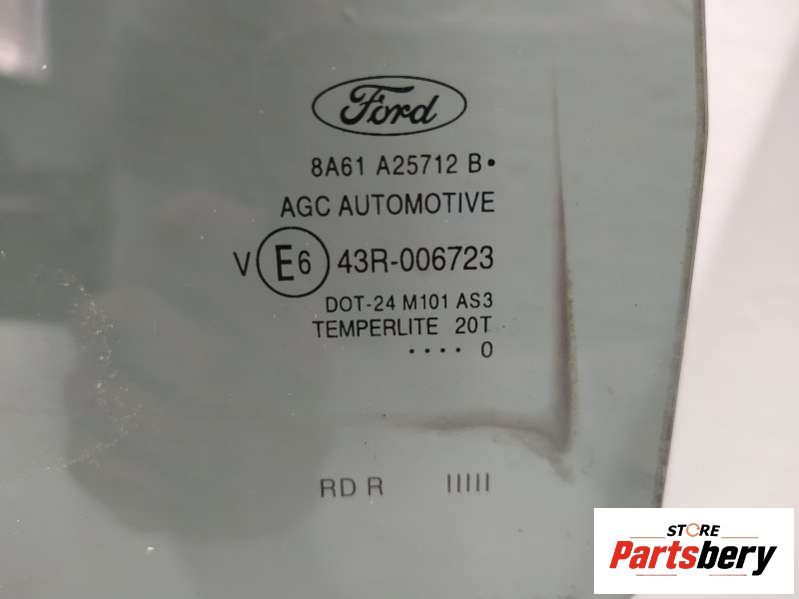 Ford
8A61 A25712 B•
AGC AUTOMOTIVE
V E6 43R-006723
DOT-24 M101 AS3
TEMPERLITE 20T
•••• 0
RD R IIIII
STORE
Partsbery